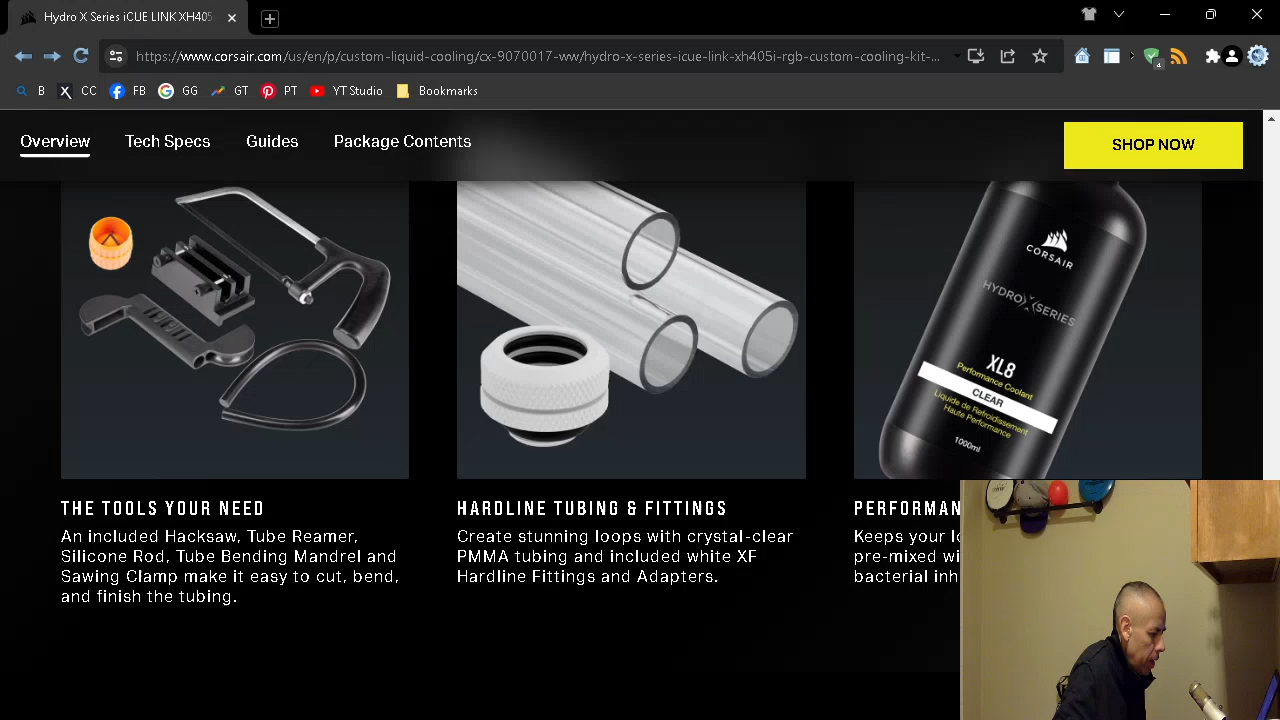 Hydro X Series iCUE LINK XH405i
https://www.corsair.com/us/en/p/custom-liquid-cooling/cx-9070017-ww/hydro-x-series-icue-link-xh405i-rgb-custom-cooling-kit-...
B CC FB GG GT PT YT Studio Bookmarks
Overview Tech Specs Guides Package Contents SHOP NOW
CORSAIR
HYDRO X SERIES
XL8
Performance Coolant
CLEAR
Liquide de Refroidissement
Haute Performance
1000ml
THE TOOLS YOUR NEED
An included Hacksaw, Tube Reamer,
Silicone Rod, Tube Bending Mandrel and
Sawing Clamp make it easy to cut, bend,
and finish the tubing.
HARDLINE TUBING & FITTINGS
Create stunning loops with crystal-clear
PMMA tubing and included white XF
Hardline Fittings and Adapters.
PERFORMAN
Keeps your lo
pre-mixed wi
bacterial inh